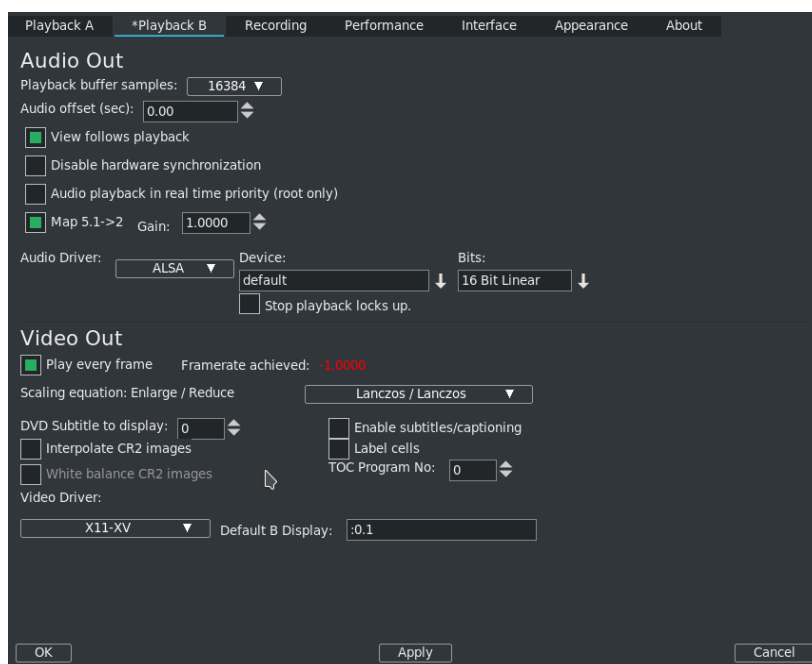 Playback A *Playback B Recording Performance Interface Appearance About
Audio Out
Playback buffer samples: 16384 ▼
Audio offset (sec): 0.00
View follows playback
Disable hardware synchronization
Audio playback in real time priority (root only)
Map 5.1->2 Gain: 1.0000
Audio Driver: ALSA ▼ Device: Bits:
default 16 Bit Linear
Stop playback locks up.
Video Out
Play every frame Framerate achieved: -1.0000
Scaling equation: Enlarge / Reduce Lanczos / Lanczos ▼
DVD Subtitle to display: 0 Enable subtitles/captioning
Interpolate CR2 images Label cells
White balance CR2 images TOC Program No: 0
Video Driver:
X11-XV ▼ Default B Display: :0.1
OK Apply Cancel